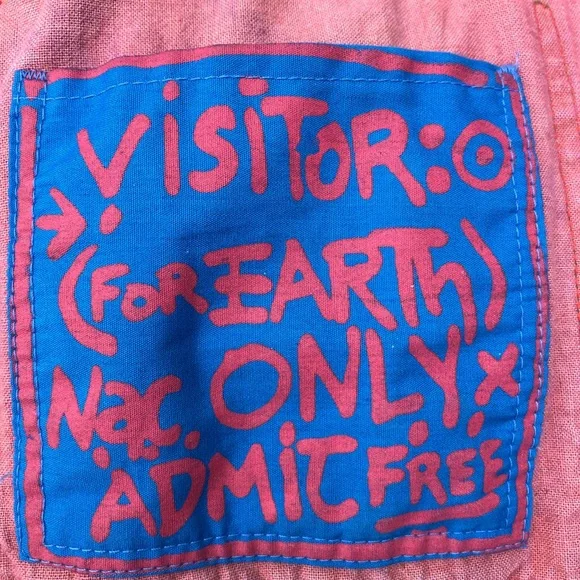 VISITOR:
(FOR EARTH)
Nac. ONLY x
ADMIT FREE